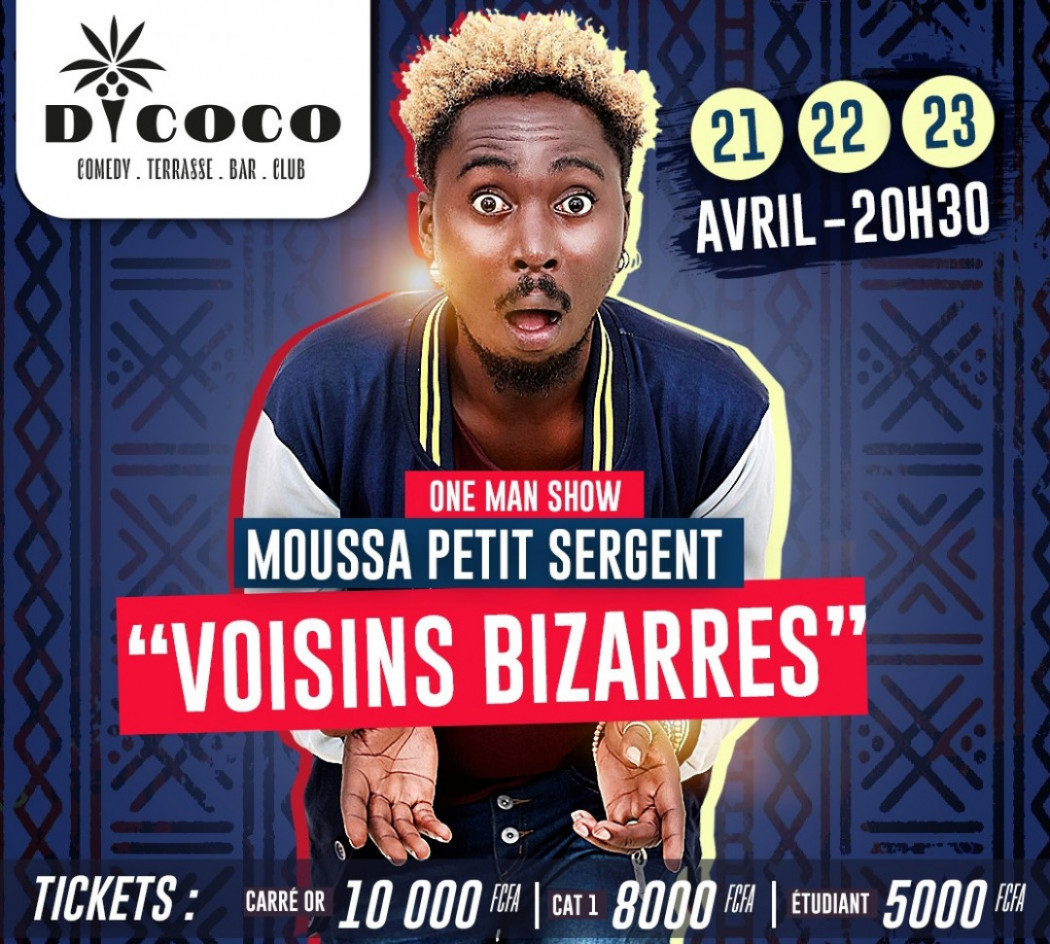 D COCO
COMEDY . TERRASSE . BAR . CLUB
21 22 23
AVRIL - 20H30
ONE MAN SHOW
MOUSSA PETIT SERGENT
“VOISINS BIZARRES”
TICKETS : CARRÉ OR 10 000 FCFA | CAT 1 8000 FCFA | ÉTUDIANT 5000 FCFA